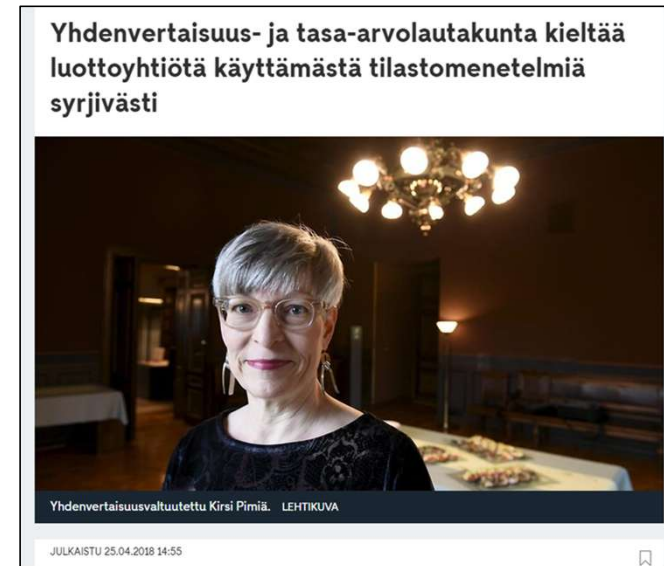 Yhdenvertaisuus- ja tasa-arvolautakunta kieltää
luottoyhtiötä käyttämästä tilastomenetelmiä
syrjivästi
Yhdenvertaisuusvaltuutettu Kirsi Pimiä. LEHTIKUVA
JULKAISTU 25.04.2018 14:55